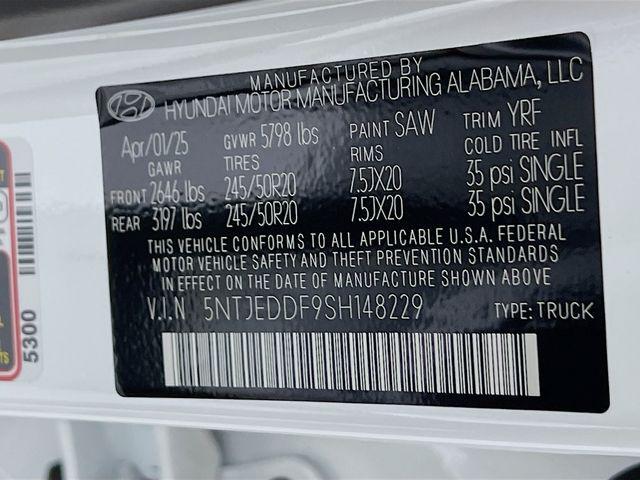 MANUFACTURED BY
HYUNDAI MOTOR MANUFACTURING ALABAMA, LLC
Apr/01/25 GVWR 5798 lbs PAINT SAW TRIM YRF
GAWR TIRES RIMS COLD TIRE INFL
FRONT 2646 lbs 245/50R20 7.5JX20 35 psi SINGLE
REAR 3197 lbs 245/50R20 7.5JX20 35 psi SINGLE
THIS VEHICLE CONFORMS TO ALL APPLICABLE U.S.A. FEDERAL
MOTOR VEHICLE SAFETY AND THEFT PREVENTION STANDARDS
IN EFFECT ON THE DATE OF MANUFACTURE SHOWN ABOVE
V.I.N 5NTJEDDF9SH148229 TYPE: TRUCK
5300